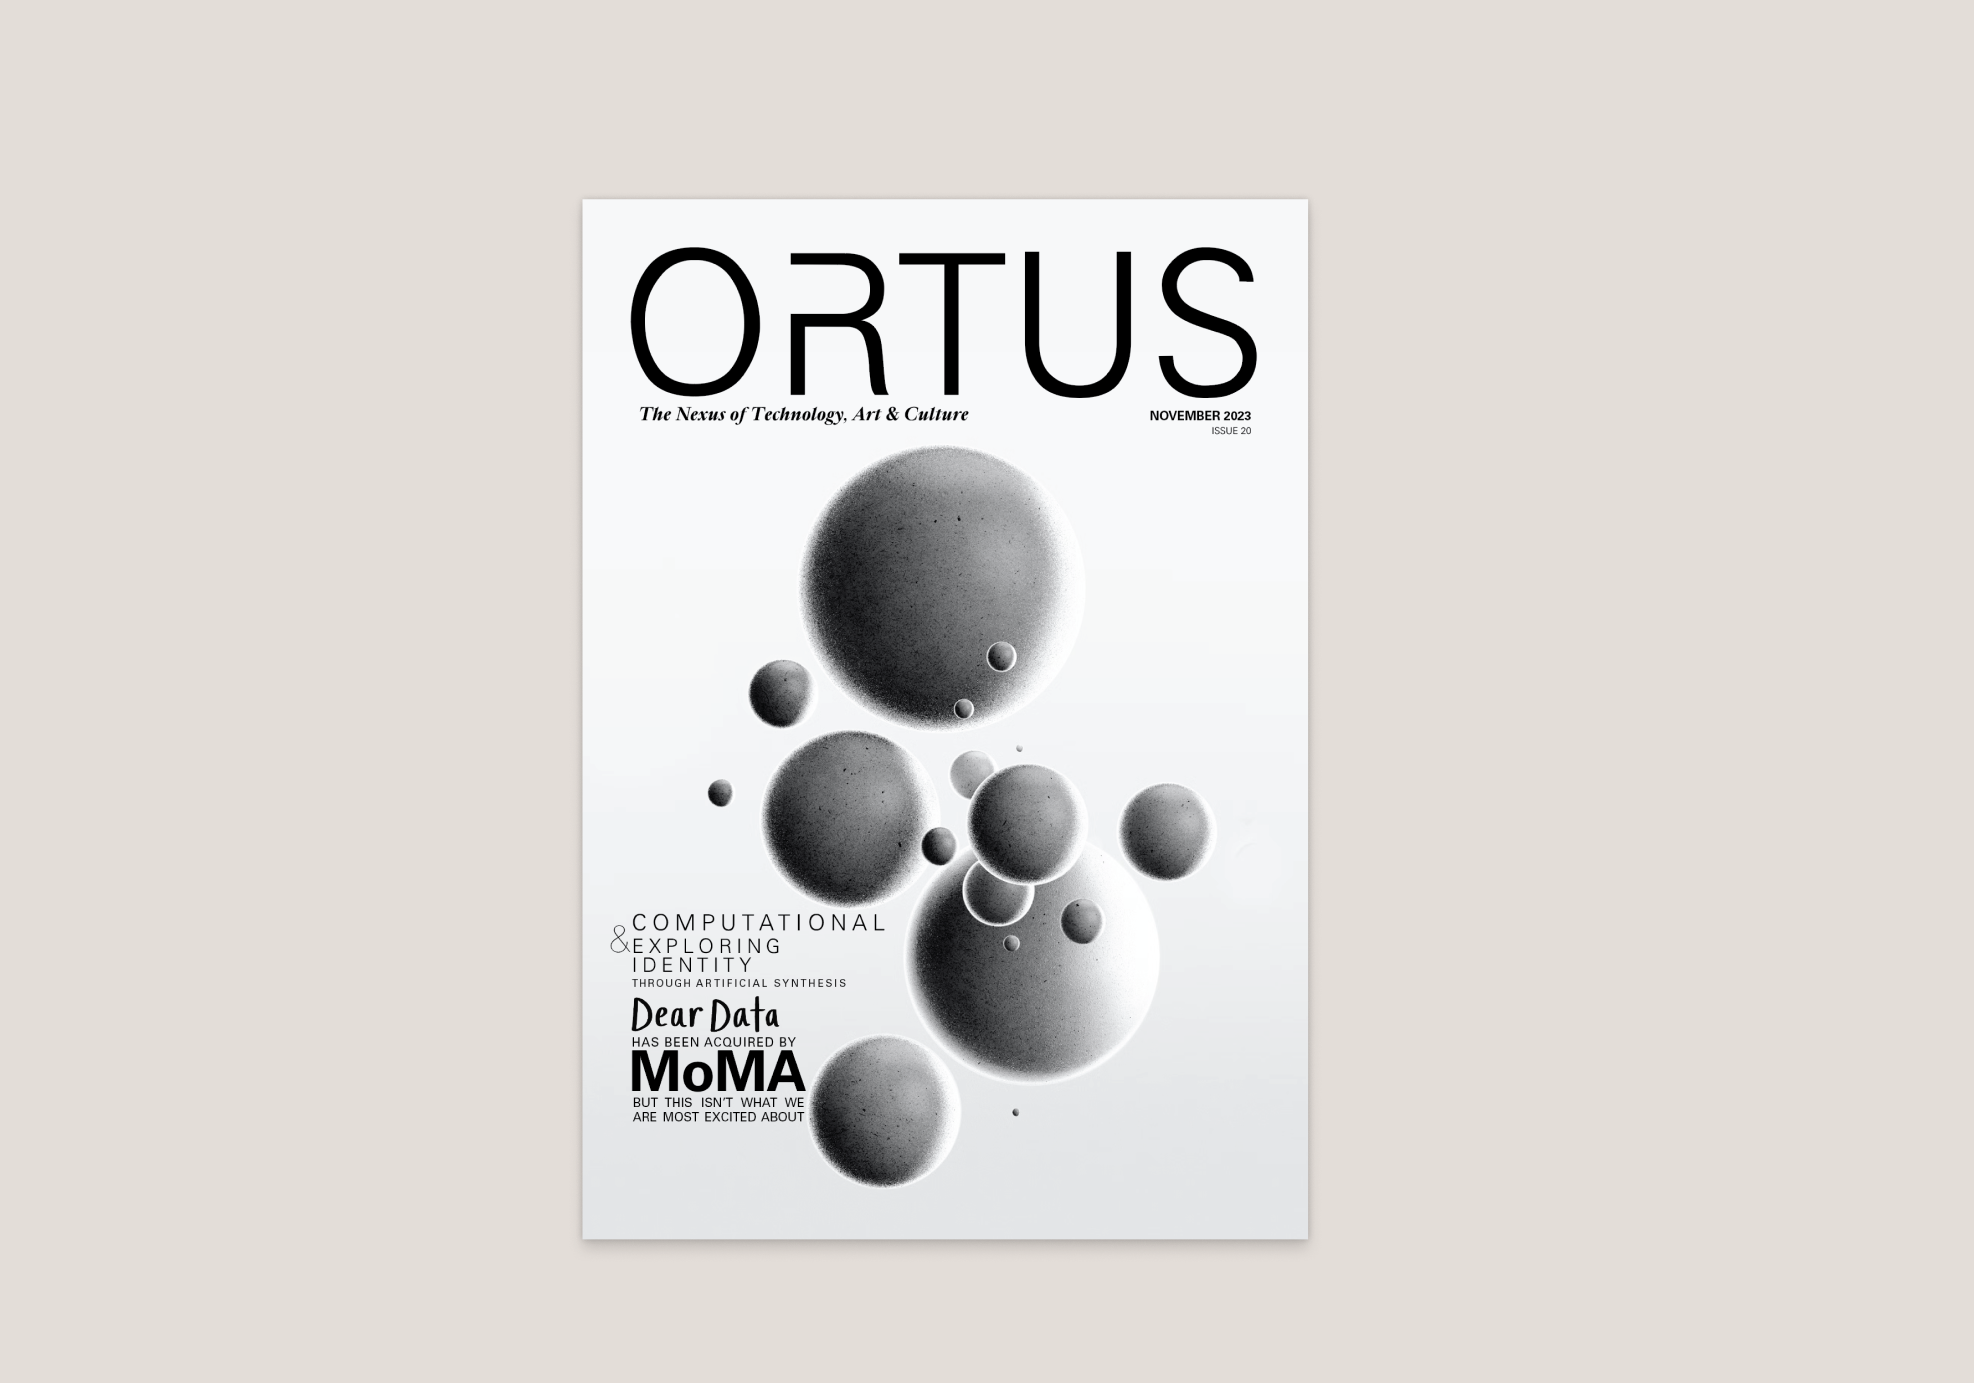 ORTUS
The Nexus of Technology, Art & Culture
NOVEMBER 2023
ISSUE 20
COMPUTATIONAL
& EXPLORING
IDENTITY
THROUGH ARTIFICIAL SYNTHESIS
Dear Data
HAS BEEN ACQUIRED BY
MoMA
BUT THIS ISN'T WHAT WE
ARE MOST EXCITED ABOUT